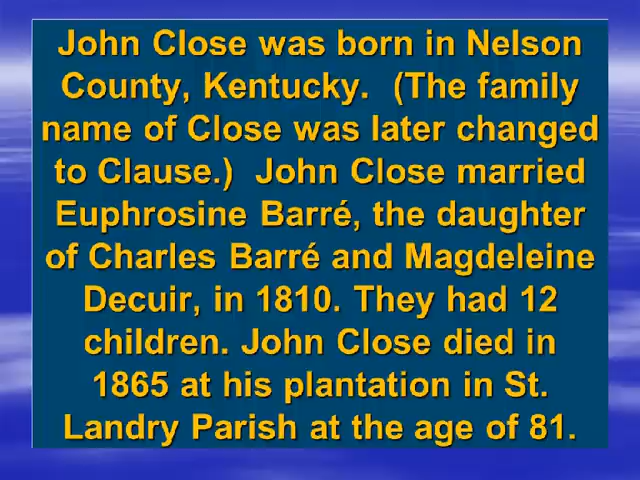 John Close was born in Nelson
County, Kentucky.  (The family
name of Close was later changed
to Clause.)  John Close married
Euphrosine Barré, the daughter
of Charles Barré and Magdeleine
Decuir, in 1810. They had 12
children. John Close died in
1865 at his plantation in St.
Landry Parish at the age of 81.